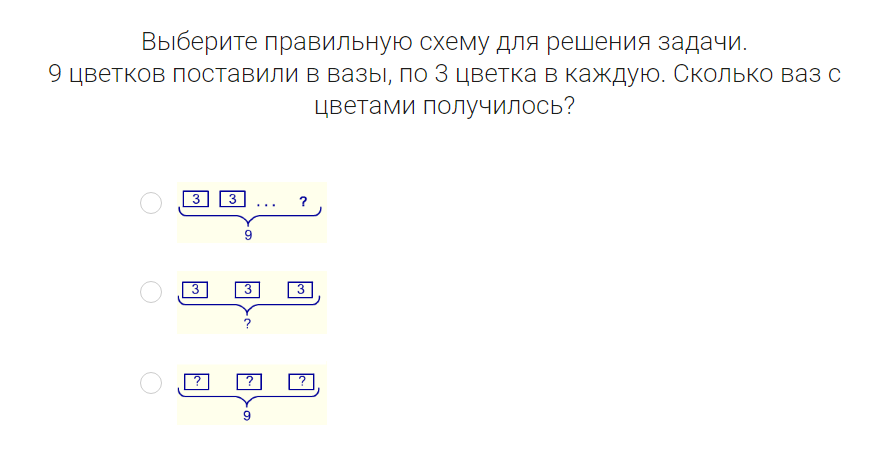 Выберите правильную схему для решения задачи.
9 цветков поставили в вазы, по 3 цветка в каждую. Сколько ваз с
цветами получилось?
3 3 ... ?
9
3 3 3
?
? ? ?
9